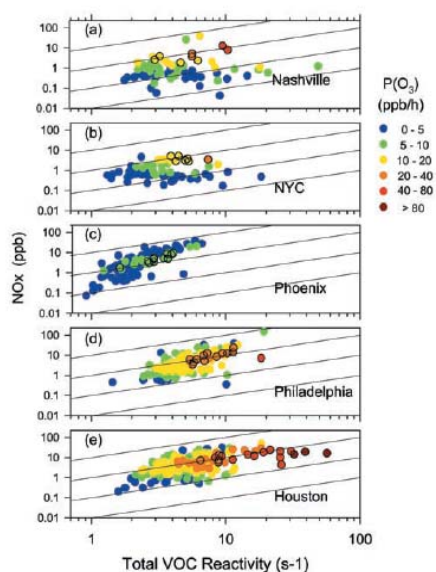 (a)
100
10
1
0.1
0.01
Nashville
(b)
100
10
1
0.1
0.01
NYC
(c)
100
10
1
0.1
0.01
Phoenix
(d)
100
10
1
0.1
0.01
Philadelphia
(e)
100
10
1
0.1
0.01
Houston
NOx (ppb)
1 10 100
Total VOC Reactivity (s-1)
P(O₃)
(ppb/h)
0 - 5
5 - 10
10 - 20
20 - 40
40 - 80
> 80